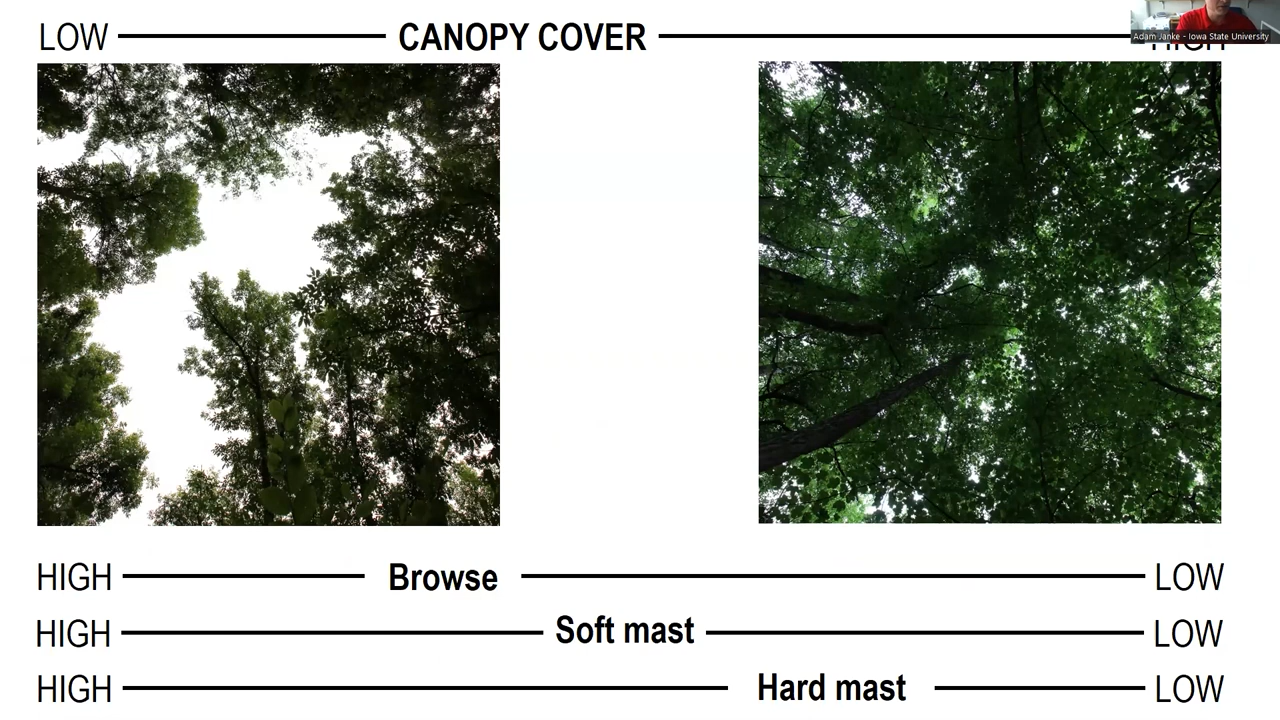 LOW CANOPY COVER HIGH
Adam Janke - Iowa State University
HIGH Browse LOW
HIGH Soft mast LOW
HIGH Hard mast LOW